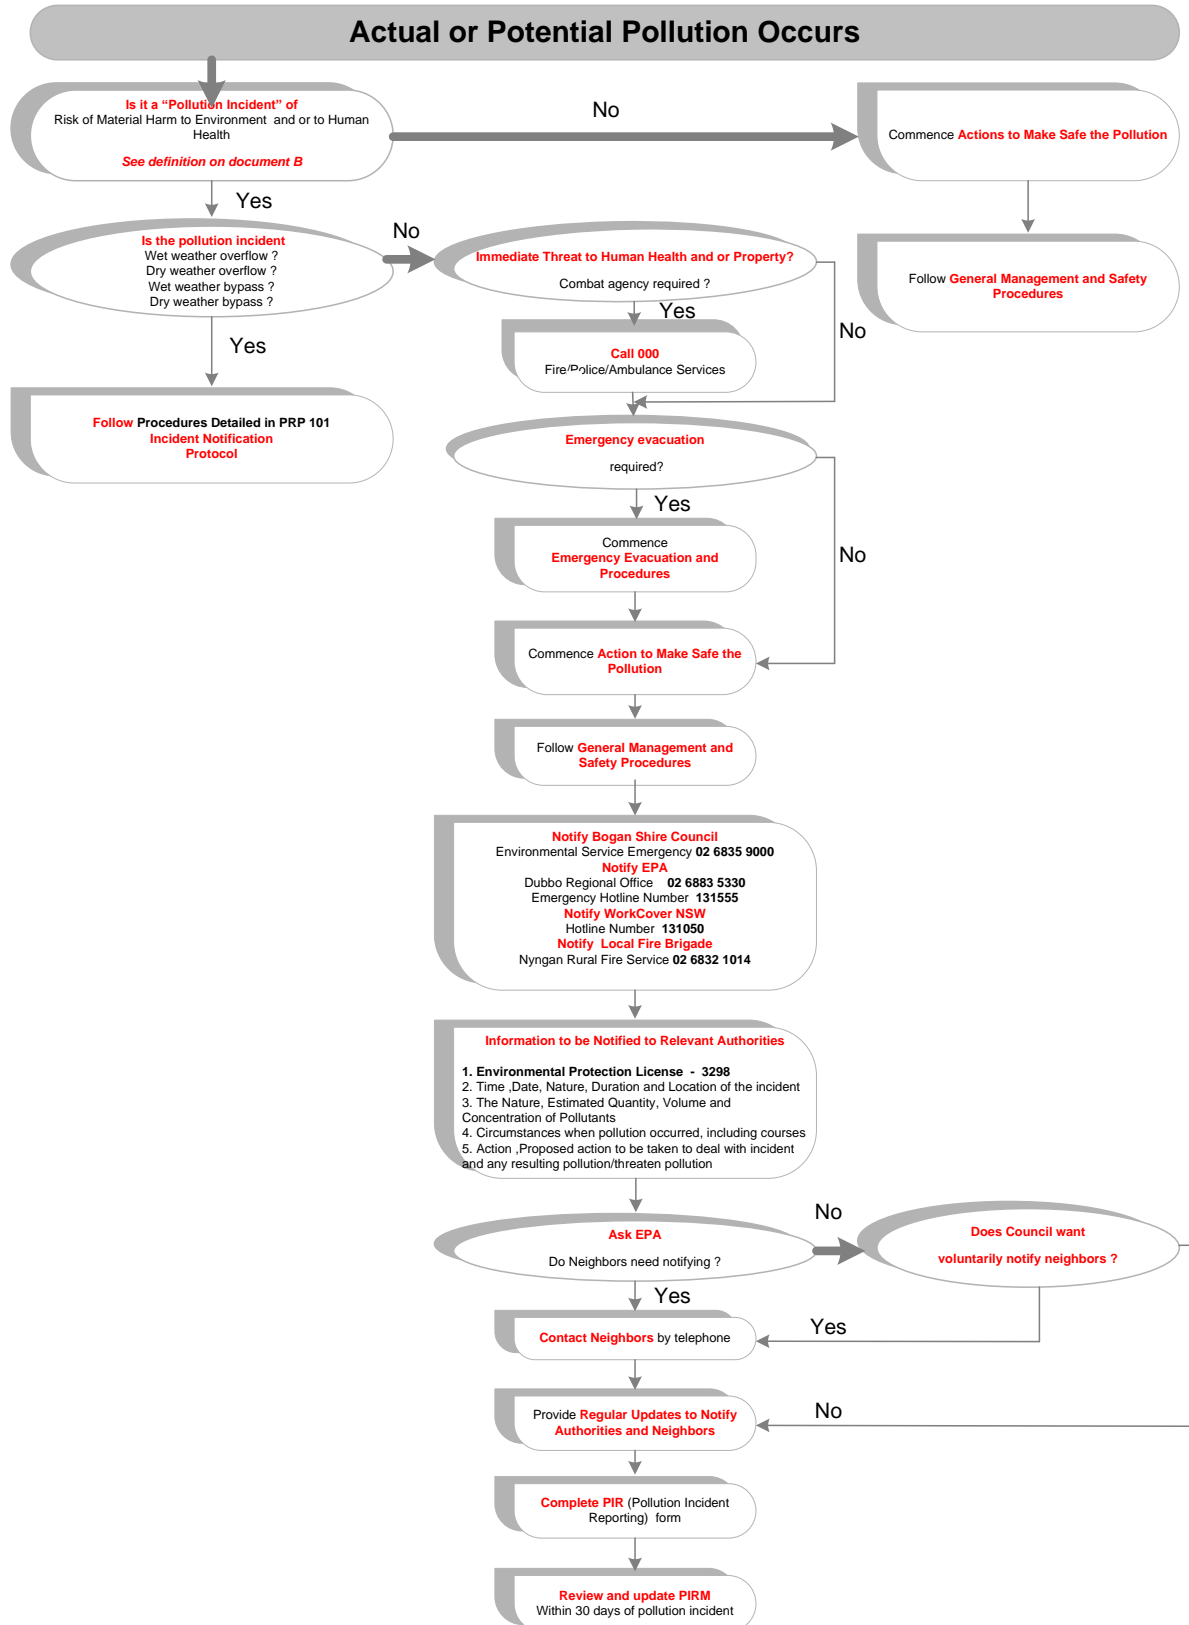 Actual or Potential Pollution Occurs
Is it a “Pollution Incident” of
Risk of Material Harm to Environment and or to Human
Health
See definition on document B
No
Commence Actions to Make Safe the Pollution
Yes
Is the pollution incident
Wet weather overflow ?
Dry weather overflow ?
Wet weather bypass ?
Dry weather bypass ?
No
Immediate Threat to Human Health and or Property?
Combat agency required ?
Follow General Management and Safety
Procedures
Yes
No
Yes
Call 000
Fire/Police/Ambulance Services
Follow Procedures Detailed in PRP 101
Incident Notification
Protocol
Emergency evacuation
required?
Yes
No
Commence
Emergency Evacuation and
Procedures
Commence Action to Make Safe the
Pollution
Follow General Management and
Safety Procedures
Notify Bogan Shire Council
Environmental Service Emergency 02 6835 9000
Notify EPA
Dubbo Regional Office 02 6883 5330
Emergency Hotline Number 131555
Notify WorkCover NSW
Hotline Number 131050
Notify Local Fire Brigade
Nyngan Rural Fire Service 02 6832 1014
Information to be Notified to Relevant Authorities
1. Environmental Protection License - 3298
2. Time ,Date, Nature, Duration and Location of the incident
3. The Nature, Estimated Quantity, Volume and
Concentration of Pollutants
4. Circumstances when pollution occurred, including courses
5. Action ,Proposed action to be taken to deal with incident
and any resulting pollution/threaten pollution
Ask EPA
Do Neighbors need notifying ?
No
Does Council want
voluntarily notify neighbors ?
Yes
Yes
Contact Neighbors by telephone
No
Provide Regular Updates to Notify
Authorities and Neighbors
Complete PIR (Pollution Incident
Reporting) form
Review and update PIRM
Within 30 days of pollution incident